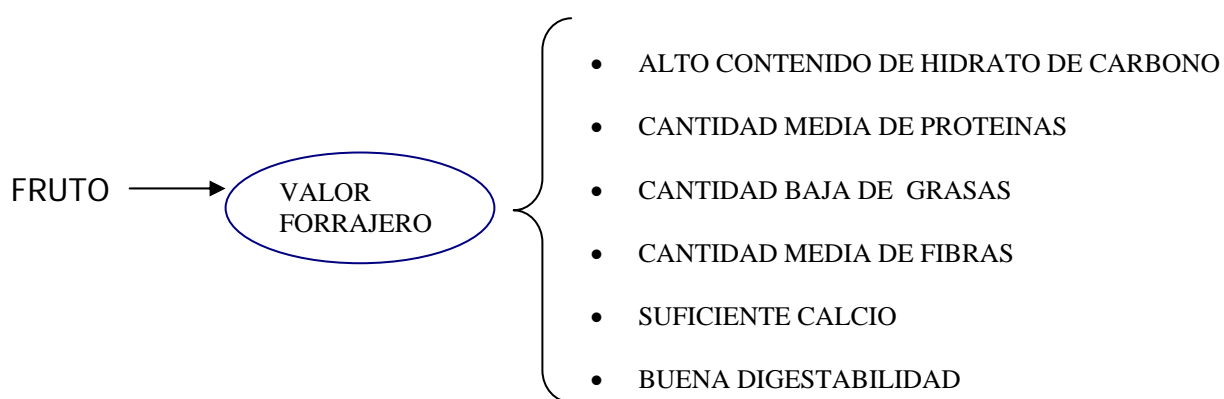 FRUTO
VALOR
FORRAJERO
• ALTO CONTENIDO DE HIDRATO DE CARBONO
• CANTIDAD MEDIA DE PROTEINAS
• CANTIDAD BAJA DE GRASAS
• CANTIDAD MEDIA DE FIBRAS
• SUFICIENTE CALCIO
• BUENA DIGESTABILIDAD